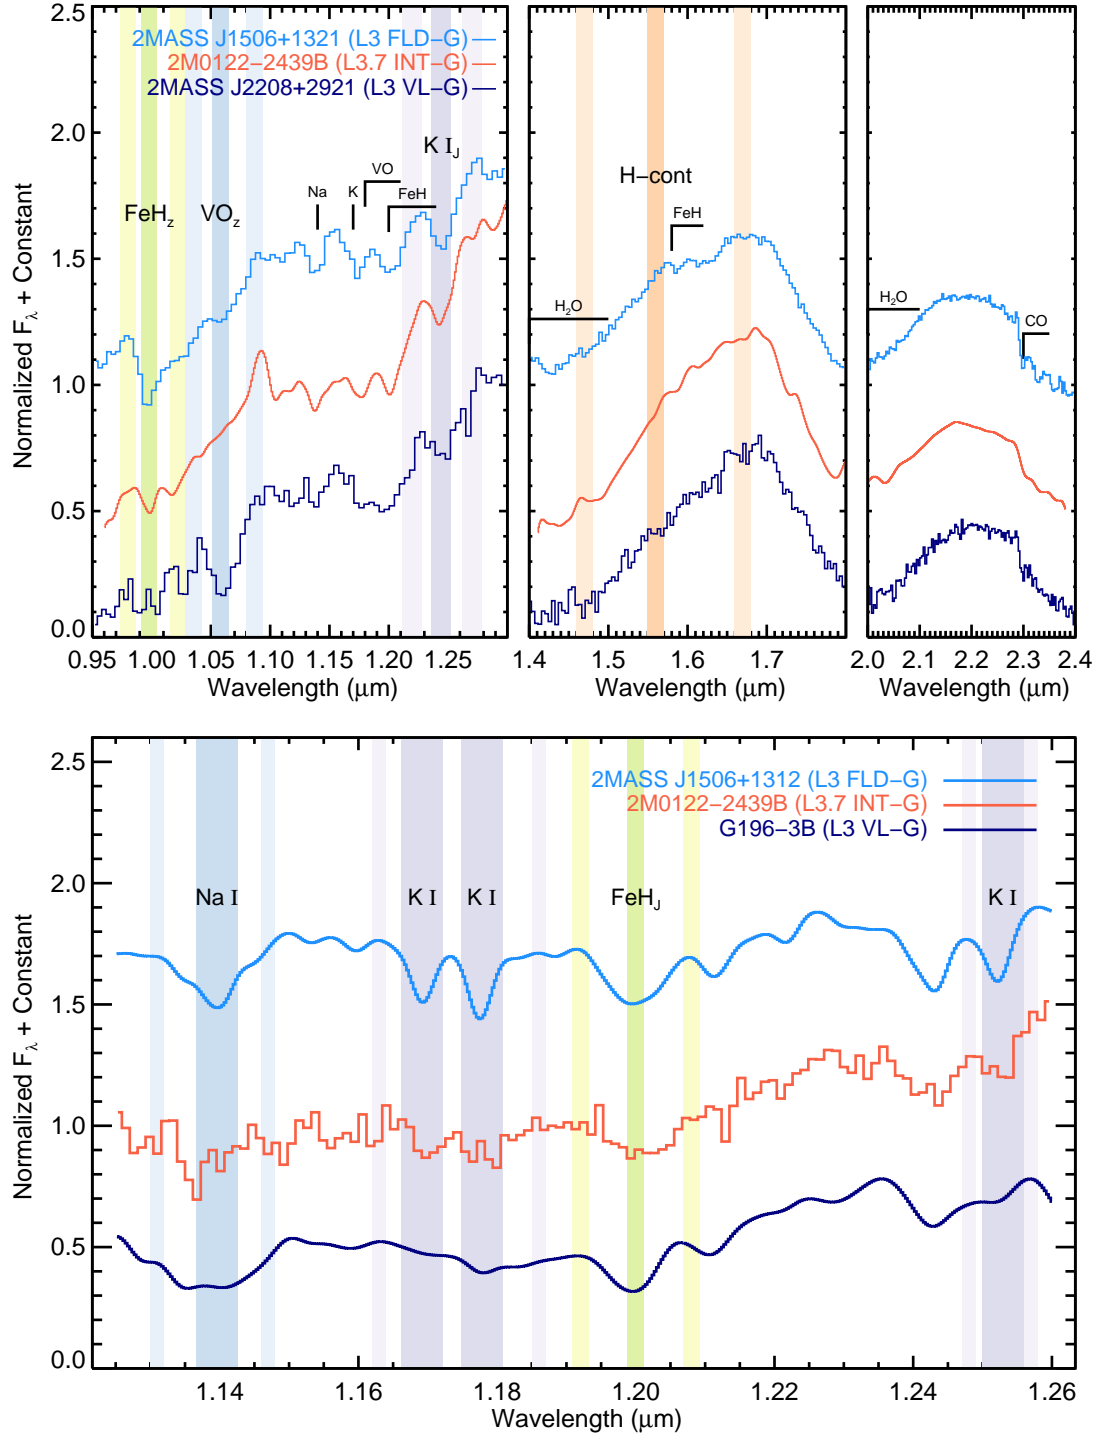 2.5
2.0
1.5
1.0
0.5
0.0
Normalized Fλ + Constant
2MASS J1506+1321 (L3 FLD−G)
2M0122−2439B (L3.7 INT−G)
2MASS J2208+2921 (L3 VL−G)
K IJ
VO
Na
K
FeH
FeHz
VOz
H−cont
FeH
H2O
H2O
CO
0.95 1.00 1.05 1.10 1.15 1.20 1.25
1.4 1.5 1.6 1.7
2.0 2.1 2.2 2.3 2.4
Wavelength (μm)
Wavelength (μm)
Wavelength (μm)
2.5
2.0
1.5
1.0
0.5
0.0
Normalized Fλ + Constant
2MASS J1506+1312 (L3 FLD−G)
2M0122−2439B (L3.7 INT−G)
G196−3B (L3 VL−G)
Na I
K I
K I
FeHJ
K I
1.14 1.16 1.18 1.20 1.22 1.24 1.26
Wavelength (μm)